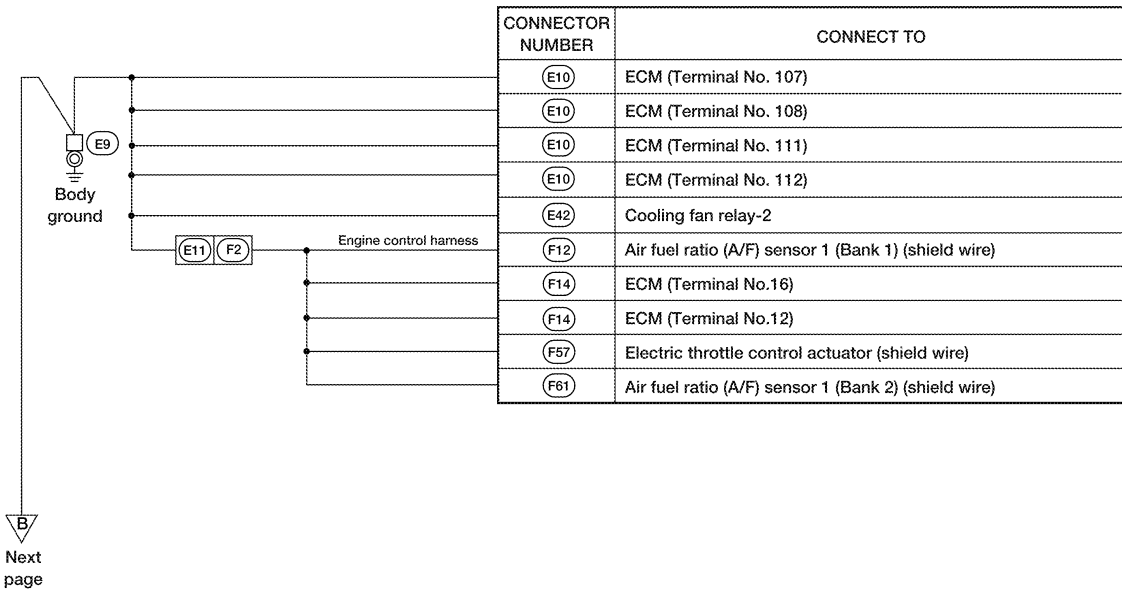 CONNECTOR NUMBER
CONNECT TO
E10
ECM (Terminal No. 107)
E10
ECM (Terminal No. 108)
E9
E10
ECM (Terminal No. 111)
E10
ECM (Terminal No. 112)
Body
ground
E42
Cooling fan relay-2
E11
F2
Engine control harness
F12
Air fuel ratio (A/F) sensor 1 (Bank 1) (shield wire)
F14
ECM (Terminal No.16)
F14
ECM (Terminal No.12)
F57
Electric throttle control actuator (shield wire)
F61
Air fuel ratio (A/F) sensor 1 (Bank 2) (shield wire)
B
Next
page